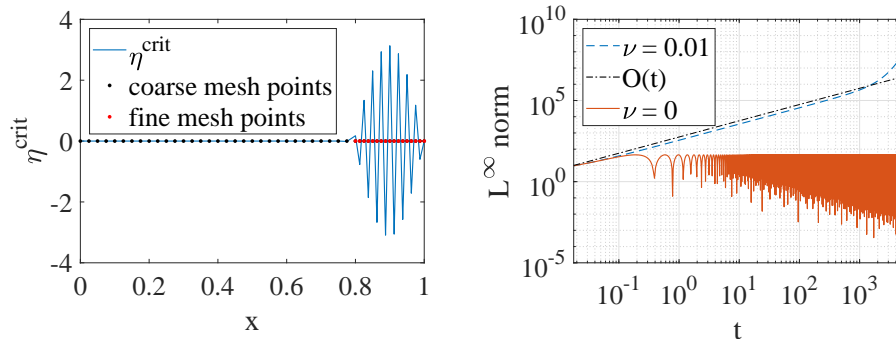 4
2
0
-2
-4
η^crit
η^crit
coarse mesh points
fine mesh points
0
0.2
0.4
0.6
0.8
1
x
10^10
10^5
10^0
10^-5
L^∞ norm
ν = 0.01
O(t)
ν = 0
10^-1
10^0
10^1
10^2
10^3
t